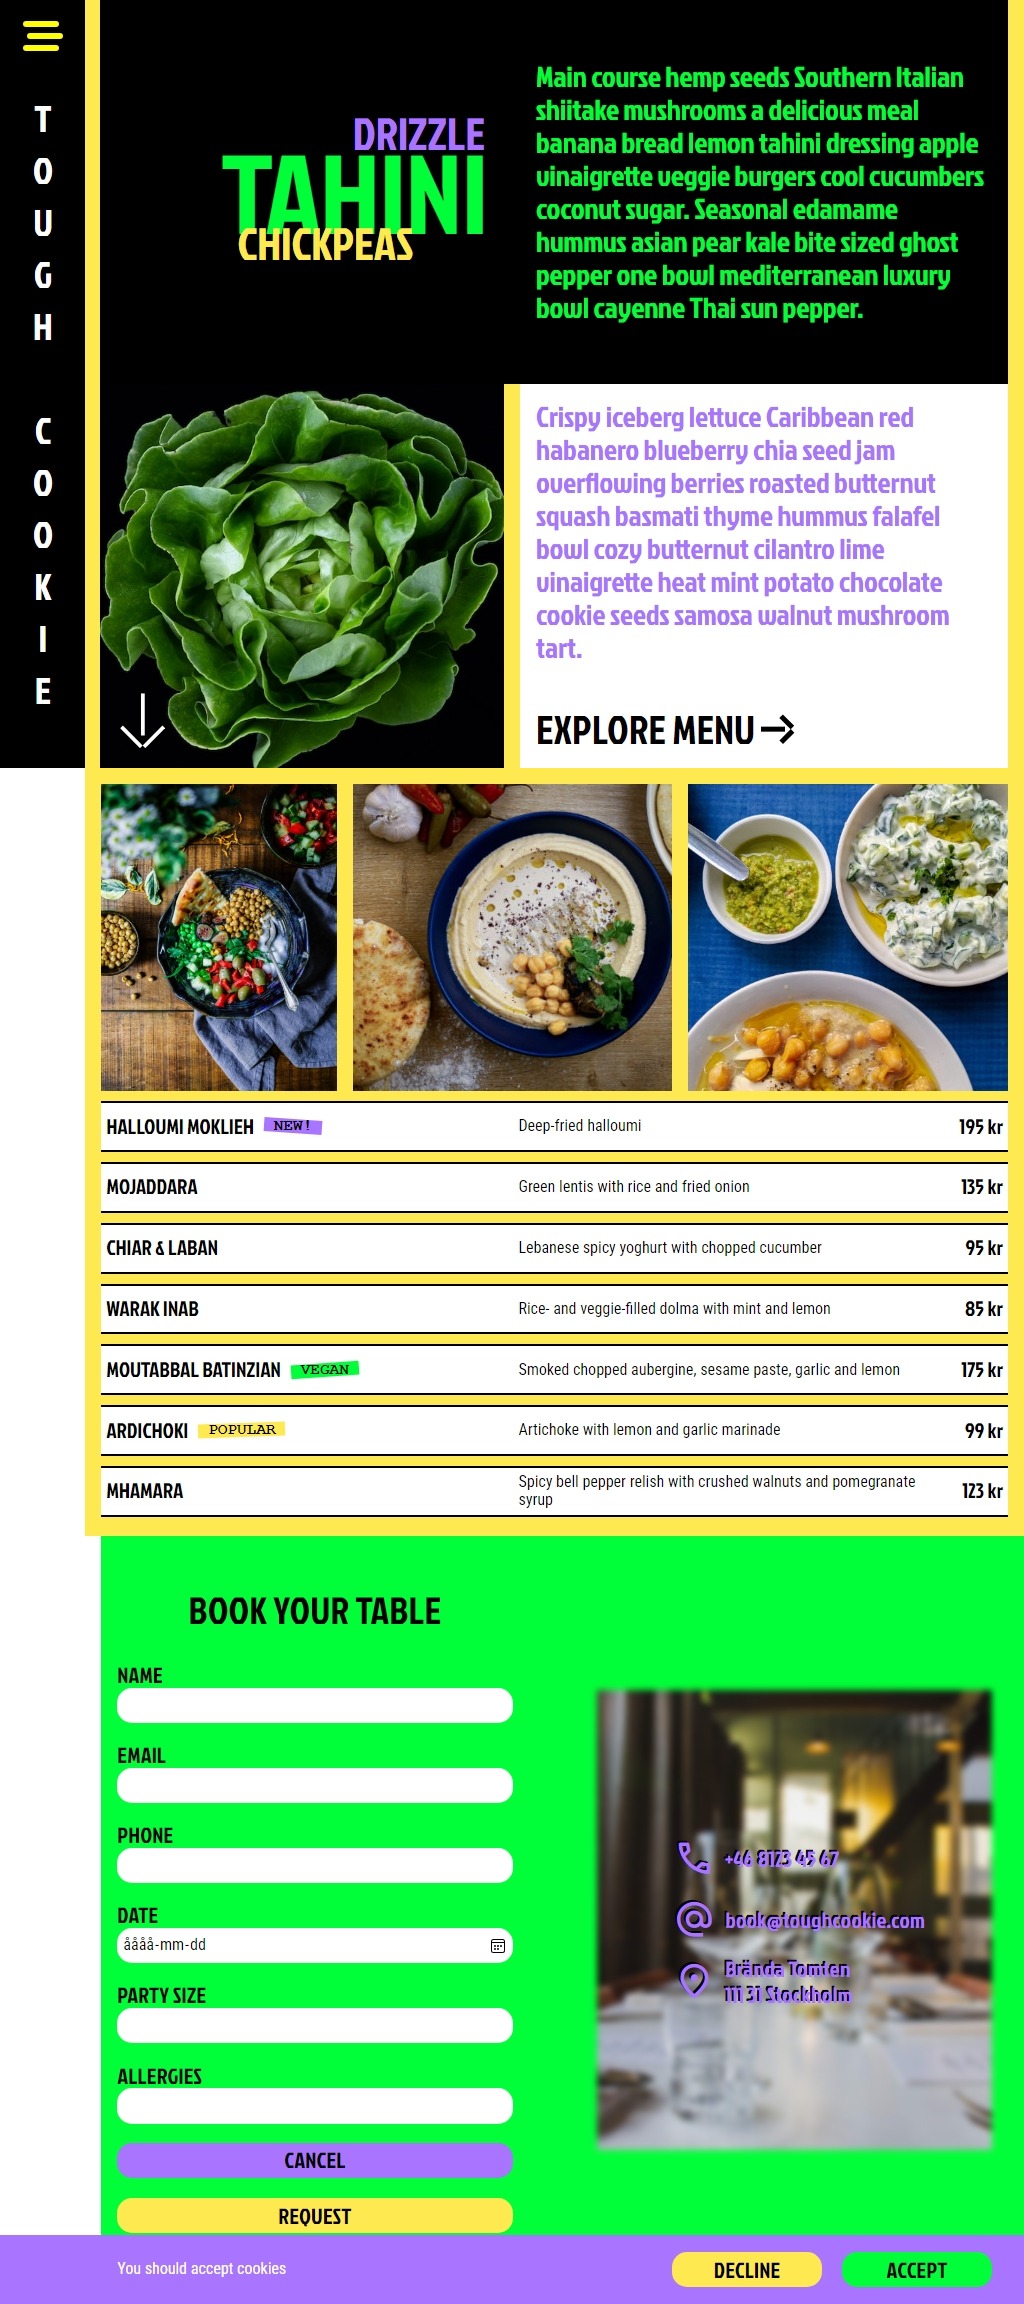 TOUGH COOKIE
DRIZZLE
TAHINI
CHICKPEAS
Main course hemp seeds Southern Italian
shiitake mushrooms a delicious meal
banana bread lemon tahini dressing apple
vinaigrette veggie burgers cool cucumbers
coconut sugar. Seasonal edamame
hummus asian pear kale bite sized ghost
pepper one bowl mediterranean luxury
bowl cayenne Thai sun pepper.
Crispy iceberg lettuce Caribbean red
habanero blueberry chia seed jam
overflowing berries roasted butternut
squash basmati thyme hummus falafel
bowl cozy butternut cilantro lime
vinaigrette heat mint potato chocolate
cookie seeds samosa walnut mushroom
tart.
EXPLORE MENU
HALLOUMI MOKLIEH NEW! Deep-fried halloumi 195 kr
MOJADDARA Green lentis with rice and fried onion 135 kr
CHIAR & LABAN Lebanese spicy yoghurt with chopped cucumber 95 kr
WARAK INAB Rice- and veggie-filled dolma with mint and lemon 85 kr
MOUTABBAL BATINZIAN VEGAN Smoked chopped aubergine, sesame paste, garlic and lemon 175 kr
ARDICHOKI POPULAR Artichoke with lemon and garlic marinade 99 kr
MHAMARA Spicy bell pepper relish with crushed walnuts and pomegranate 123 kr
syrup
BOOK YOUR TABLE
NAME
EMAIL
PHONE
DATE
åååå-mm-dd
PARTY SIZE
ALLERGIES
CANCEL
REQUEST
+46 8123 45 67
book@toughcookie.com
Brända Tomten
111 31 Stockholm
You should accept cookies
DECLINE
ACCEPT